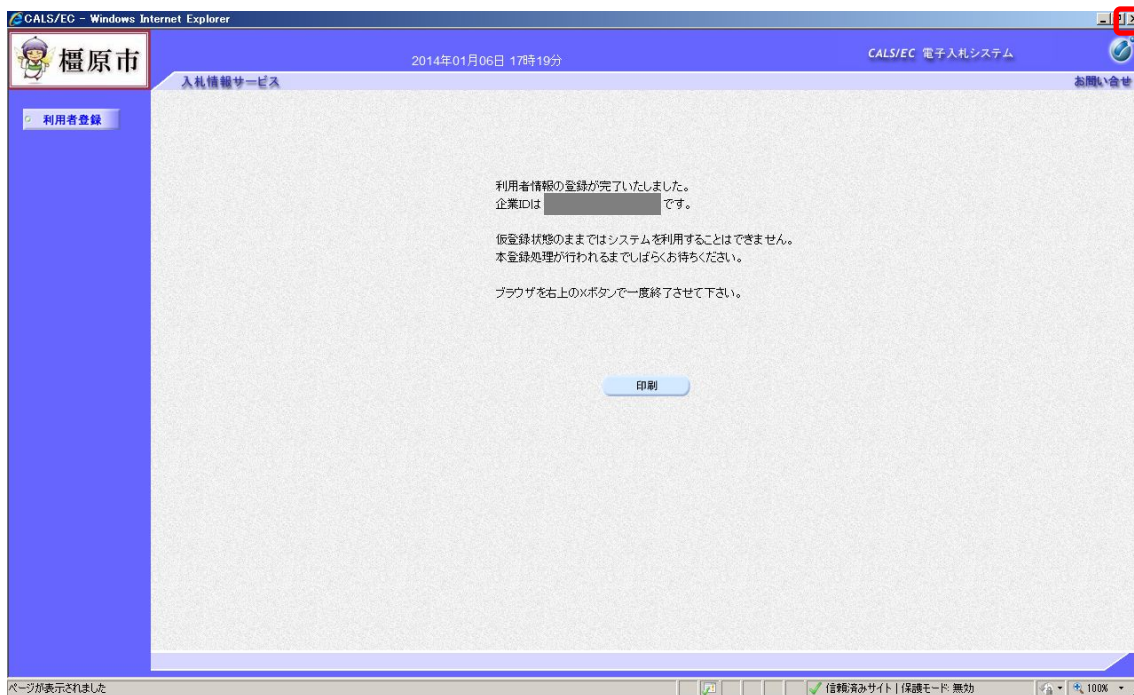 CALS/EC - Windows Internet Explorer
橿原市
2014年01月06日 17時19分
CALS/EC 電子入札システム
入札情報サービス
お問い合せ
利用者登録
利用者情報の登録が完了いたしました。
企業IDは です。
仮登録状態のままではシステムを利用することはできません。
本登録処理が行われるまでしばらくお待ちください。
ブラウザを右上の×ボタンで一度終了させて下さい。
印刷
ページが表示されました
信頼済みサイト | 保護モード: 無効
100%